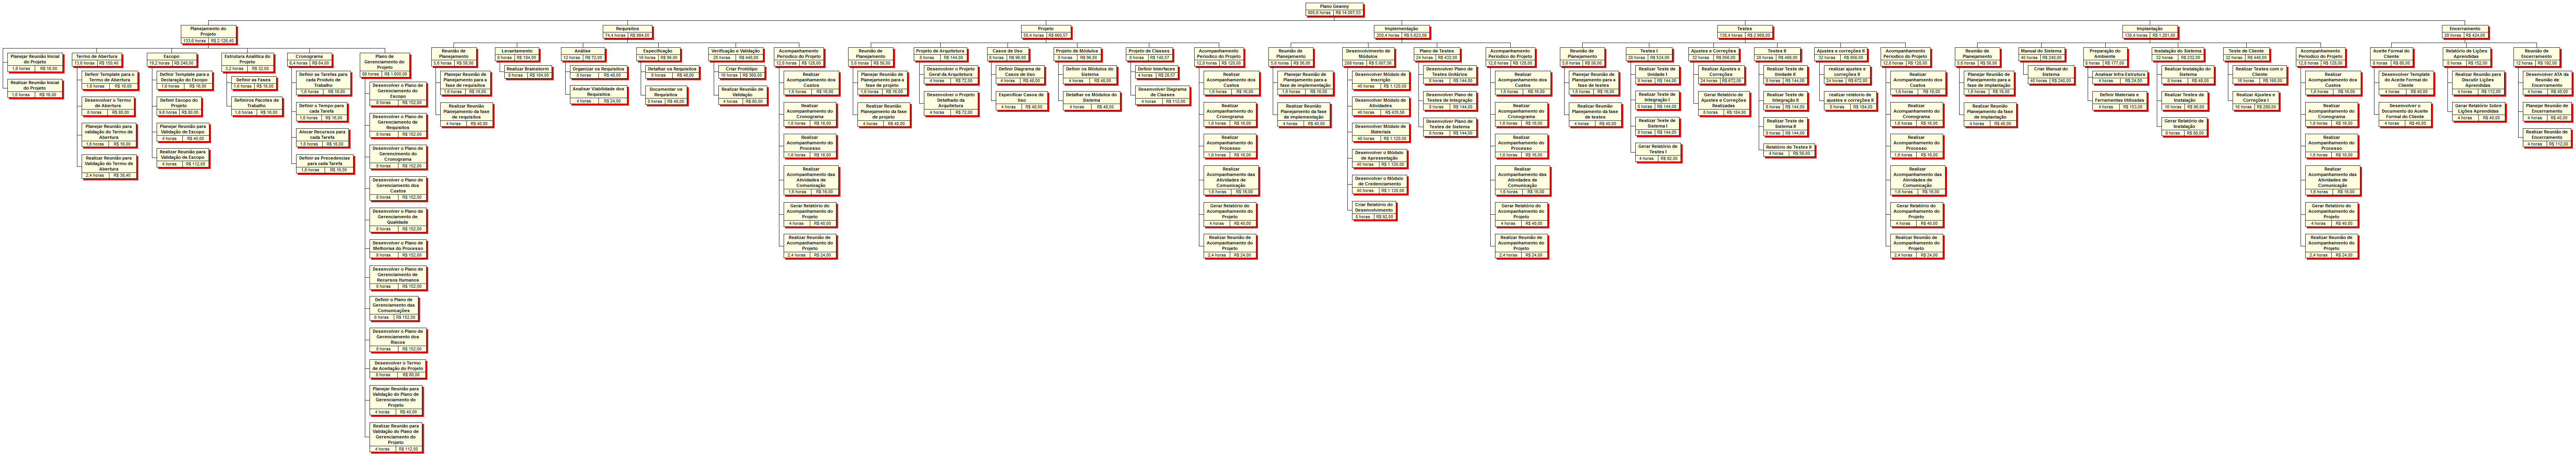 Plano Geanny
805,6 horas R$ 14.007,53
Planejamento do
Projeto
133,6 horas R$ 2.126,40
Requisitos
74,4 horas R$ 984,00
Projeto
50,4 horas R$ 660,57
Implementação
250,4 horas R$ 5.623,56
Testes
138,4 horas R$ 2.908,00
Implantação
130,4 horas R$ 1.281,00
Encerramento
28 horas R$ 424,00
Planejar Reunião Inicial
do Projeto
1,6 horas R$ 16,00
Realizar Reunião Inicial
do Projeto
1,6 horas R$ 16,00
Termo de Abertura
13,6 horas R$ 150,40
Definir Template para o
Termo de Abertura
1,6 horas R$ 16,00
Desenvolver o Termo
de Abertura
8 horas R$ 80,00
Planejar Reunião para
validação do Termo de
Abertura
1,6 horas R$ 16,00
Realizar Reunião para
Validação do Termo de
Abertura
2,4 horas R$ 38,40
Escopo
19,2 horas R$ 248,00
Definir Template para a
Declaração do Escopo
1,6 horas R$ 16,00
Definir Escopo do
Projeto
9,6 horas R$ 80,00
Planejar Reunião para
Validação de Escopo
4 horas R$ 40,00
Realizar Reunião para
Validação de Escopo
4 horas R$ 112,00
Estrutura Analítica do
Projeto
3,2 horas R$ 32,00
Definir as Fases
1,6 horas R$ 16,00
Definiros Pacotes de
Trabalho
1,6 horas R$ 16,00
Cronograma
6,4 horas R$ 64,00
Definir as Tarefas para
cada Produto de
Trabalho
1,6 horas R$ 16,00
Definir o Tempo para
cada Tarefa
1,6 horas R$ 16,00
Alocar Recursos para
cada Tarefa
1,6 horas R$ 16,00
Definir as Precedencias
para cada Tarefa
1,6 horas R$ 16,00
Plano de
Gerenciamento do
Projeto
88 horas R$ 1.600,00
Desenvolver o Plano de
Gerenciamento do
Escopo
8 horas R$ 152,00
Desenvolver o Plano de
Gerenciamento de
Requisitos
8 horas R$ 152,00
Desenvolver o Plano de
Gerenciamento do
Cronograma
8 horas R$ 152,00
Desenvolver o Plano de
Gerenciamento dos
Custos
8 horas R$ 152,00
Desenvolver o Plano de
Gerenciamento de
Qualidade
8 horas R$ 152,00
Desenvolver o Plano de
Melhorias do Processo
8 horas R$ 152,00
Desenvolver o Plano de
Gerenciamento de
Recursos Humanos
8 horas R$ 152,00
Definir o Plano de
Gerenciamento das
Comunicações
8 horas R$ 152,00
Desenvolver o Plano de
Gerenciamento dos
Riscos
8 horas R$ 152,00
Desenvolver o Termo
de Aceitação do Projeto
8 horas R$ 80,00
Planejar Reunião para
Validação do Plano de
Gerenciamento do
Projeto
4 horas R$ 40,00
Realizar Reunião para
Validação do Plano de
Gerenciamento do
Projeto
4 horas R$ 112,00
Reunião de
Planejamento
5,6 horas R$ 56,00
Planejar Reunião de
Planejamento para a
fase de requisitos
1,6 horas R$ 16,00
Realizar Reunião
Planejamento da fase
de requisitos
4 horas R$ 40,00
Levantamento
8 horas R$ 184,00
Realizar Brainstorm
8 horas R$ 184,00
Análise
12 horas R$ 72,00
Organizar os Requisitos
8 horas R$ 48,00
Analisar Viabilidade dos
Requisitos
4 horas R$ 24,00
Especificação
16 horas R$ 96,00
Detalhar os Requisitos
8 horas R$ 48,00
Documentar os
Requisitos
8 horas R$ 48,00
Verificação e Validação
20 horas R$ 448,00
Criar Protótipo
16 horas R$ 368,00
Realizar Reunião de
Validação
4 horas R$ 80,00
Acompanhamento
Periodico do Projeto
12,8 horas R$ 128,00
Realizar
Acompanhamento dos
Custos
1,6 horas R$ 16,00
Realizar
Acompanhamento do
Cronograma
1,6 horas R$ 16,00
Realizar
Acompanhamento do
Processo
1,6 horas R$ 16,00
Realizar
Acompanhamento das
Atividades de
Comunicação
1,6 horas R$ 16,00
Gerar Relatório do
Acompanhamento do
Projeto
4 horas R$ 40,00
Realizar Reunião de
Acompanhamento do
Projeto
2,4 horas R$ 24,00
Reunião de
Planejamento
5,6 horas R$ 56,00
Planejar Reunião de
Planejamento para a
fase de projeto
1,6 horas R$ 16,00
Realizar Reunião
Planejamento da fase
de projeto
4 horas R$ 40,00
Projeto de Arquitetura
8 horas R$ 144,00
Desenvolver o Projeto
Geral da Arquitetura
4 horas R$ 72,00
Desenvolver o Projeto
Detalhado da
Arquitetura
4 horas R$ 72,00
Casos de Uso
8 horas R$ 96,00
Definir Diagrama de
Casos de Uso
4 horas R$ 48,00
Especificar Casos de
Uso
4 horas R$ 48,00
Projeto de Módulos
8 horas R$ 96,00
Definir os Módulos do
Sistema
4 horas R$ 48,00
Detalhar os Módulos do
Sistema
4 horas R$ 48,00
Projeto de Classes
8 horas R$ 140,57
Definir Interfaces
4 horas R$ 28,57
Desenvolver Diagrama
de Classes
4 horas R$ 112,00
Acompanhamento
Periodico do Projeto
12,8 horas R$ 128,00
Realizar
Acompanhamento dos
Custos
1,6 horas R$ 16,00
Realizar
Acompanhamento do
Cronograma
1,6 horas R$ 16,00
Realizar
Acompanhamento do
Processo
1,6 horas R$ 16,00
Realizar
Acompanhamento das
Atividades de
Comunicação
1,6 horas R$ 16,00
Gerar Relatório do
Acompanhamento do
Projeto
4 horas R$ 40,00
Realizar Reunião de
Acompanhamento do
Projeto
2,4 horas R$ 24,00
Reunião de
Planejamento
5,6 horas R$ 56,00
Planejar Reunião de
Planejamento para a
fase de implementação
1,6 horas R$ 16,00
Realizar Reunião
Planejamento da fase
de implementação
4 horas R$ 40,00
Desenvolvimento de
Módulos
208 horas R$ 5.007,56
Desenvolver Módulo de
Inscrição
40 horas R$ 1.120,00
Desenvolver Módulo de
Atividades
40 horas R$ 435,56
Desenvolver Módulo de
Materiais
40 horas R$ 1.120,00
Desenvolver o Módulo
de Apresentação
40 horas R$ 1.120,00
Desenvolver o Módulo
de Credenciamento
40 horas R$ 1.120,00
Criar Relatório do
Desenvolvimento
8 horas R$ 92,00
Plano de Testes
24 horas R$ 432,00
Desenvolver Plano de
Testes Unitários
8 horas R$ 144,00
Desenvolver Plano de
Testes de Integração
8 horas R$ 144,00
Desenvolver Plano de
Testes de Sistema
8 horas R$ 144,00
Acompanhamento
Periodico do Projeto
12,8 horas R$ 128,00
Realizar
Acompanhamento dos
Custos
1,6 horas R$ 16,00
Realizar
Acompanhamento do
Cronograma
1,6 horas R$ 16,00
Realizar
Acompanhamento do
Processo
1,6 horas R$ 16,00
Realizar
Acompanhamento das
Atividades de
Comunicação
1,6 horas R$ 16,00
Gerar Relatório do
Acompanhamento do
Projeto
4 horas R$ 40,00
Realizar Reunião de
Acompanhamento do
Projeto
2,4 horas R$ 24,00
Reunião de
Planejamento
5,6 horas R$ 56,00
Planejar Reunião de
Planejamento para a
fase de testes
1,6 horas R$ 16,00
Realizar Reunião
Planejamento da fase
de testes
4 horas R$ 40,00
Testes I
28 horas R$ 524,00
Realizar Teste de
Unidade I
8 horas R$ 144,00
Realizar Teste de
Integração I
8 horas R$ 144,00
Realizar Teste de
Sistema I
8 horas R$ 144,00
Gerar Relatório de
Testes I
4 horas R$ 92,00
Ajustes e Correções
32 horas R$ 856,00
Realizar Ajustes e
Correções
24 horas R$ 672,00
Gerar Relatório de
Ajustes e Correções
Realizadas
8 horas R$ 184,00
Testes II
28 horas R$ 488,00
Realizar Teste de
Unidade II
8 horas R$ 144,00
Realizar Teste de
Integração II
8 horas R$ 144,00
Realizar Teste de
Sistema II
8 horas R$ 144,00
Relatório de Testes II
4 horas R$ 56,00
Ajustes e correções II
32 horas R$ 856,00
realizar ajustes e
correções II
24 horas R$ 672,00
realizar relatorio de
ajustes e correções II
8 horas R$ 184,00
Acompanhamento
Periodico do Projeto
12,8 horas R$ 128,00
Realizar
Acompanhamento dos
Custos
1,6 horas R$ 16,00
Realizar
Acompanhamento do
Cronograma
1,6 horas R$ 16,00
Realizar
Acompanhamento do
Processo
1,6 horas R$ 16,00
Realizar
Acompanhamento das
Atividades de
Comunicação
1,6 horas R$ 16,00
Gerar Relatório do
Acompanhamento do
Projeto
4 horas R$ 40,00
Realizar Reunião de
Acompanhamento do
Projeto
2,4 horas R$ 24,00
Reunião de
Planejamento
5,6 horas R$ 56,00
Planejar Reunião de
Planejamento para a
fase de implantação
1,6 horas R$ 16,00
Realizar Reunião
Planejamento da fase
de implantação
4 horas R$ 40,00
Manual do Sistema
40 horas R$ 240,00
Criar Manual do
Sistema
40 horas R$ 240,00
Preparação do
Ambiente
8 horas R$ 177,00
Analisar Infra-Estrutura
4 horas R$ 24,00
Definir Materiais e
Ferramentas Utilizadas
4 horas R$ 153,00
Instalação do Sistema
32 horas R$ 232,00
Realizar Instalação do
Sistema
8 horas R$ 48,00
Realizar Testes de
Instalação
16 horas R$ 96,00
Gerar Relatório de
Instalação
8 horas R$ 88,00
Teste de Cliente
32 horas R$ 448,00
Realizar Testes com o
Cliente
16 horas R$ 160,00
Realizar Ajustes e
Correções I
16 horas R$ 288,00
Acompanhamento
Periodico do Projeto
12,8 horas R$ 128,00
Realizar
Acompanhamento dos
Custos
1,6 horas R$ 16,00
Realizar
Acompanhamento do
Cronograma
1,6 horas R$ 16,00
Realizar
Acompanhamento do
Processo
1,6 horas R$ 16,00
Realizar
Acompanhamento das
Atividades de
Comunicação
1,6 horas R$ 16,00
Gerar Relatório do
Acompanhamento do
Projeto
4 horas R$ 40,00
Realizar Reunião de
Acompanhamento do
Projeto
2,4 horas R$ 24,00
Aceite Formal do
Cliente
8 horas R$ 80,00
Desenvolver Template
do Aceite Formal do
Cliente
4 horas R$ 40,00
Desenvolver o
Documento do Aceite
Formal do Cliente
4 horas R$ 40,00
Relatório de Lições
Aprendidas
8 horas R$ 152,00
Realizar Reunião para
Discutir Lições
Aprendidas
4 horas R$ 112,00
Gerar Relatório Sobre
Lições Aprendidas
4 horas R$ 40,00
Reunião de
Encerramento
12 horas R$ 192,00
Desenvolver ATA da
Reunião de
Encerramento
4 horas R$ 40,00
Planejar Reunião de
Encerramento
4 horas R$ 40,00
Realizar Reunião de
Encerramento
4 horas R$ 112,00